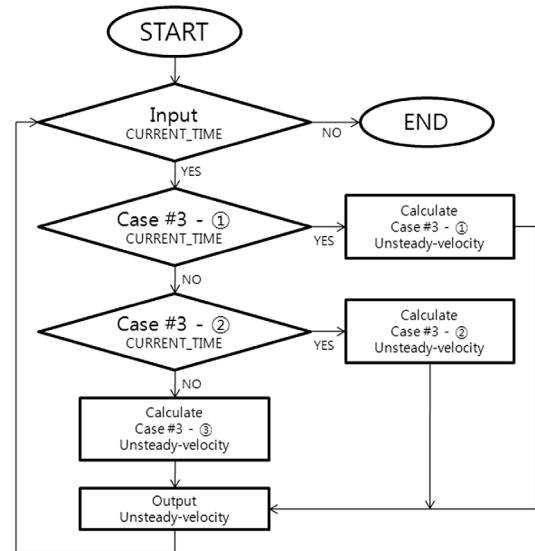 START
Input
CURRENT_TIME
NO
END
YES
Case #3 - ①
CURRENT_TIME
YES
Calculate
Case #3 - ①
Unsteady-velocity
NO
Case #3 - ②
CURRENT_TIME
YES
Calculate
Case #3 - ②
Unsteady-velocity
NO
Calculate
Case #3 - ③
Unsteady-velocity
Output
Unsteady-velocity